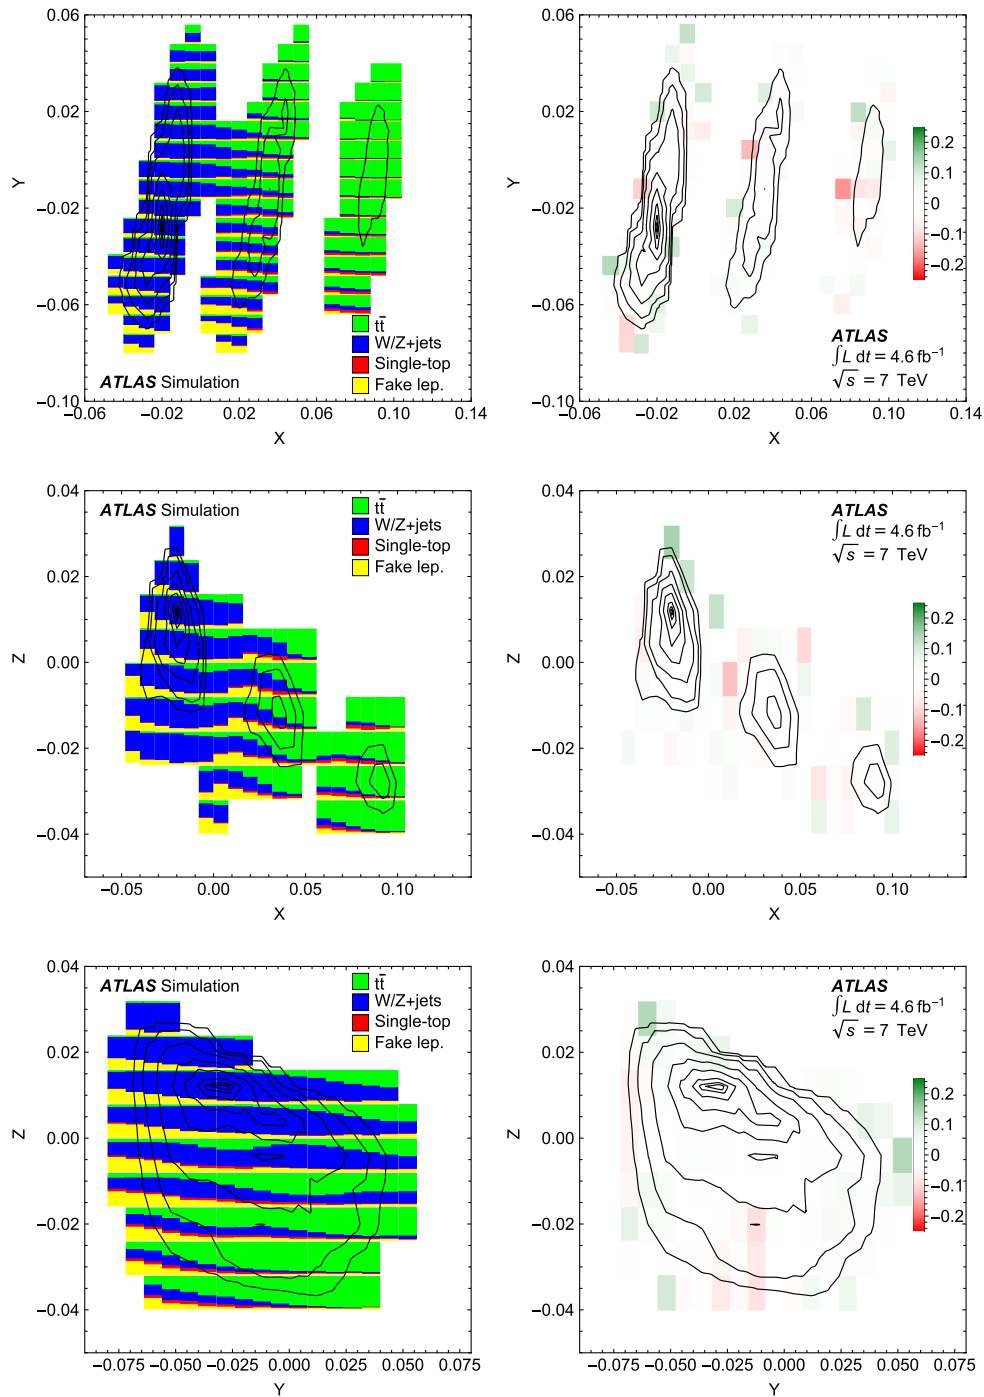 0.06
0.02
−0.02
−0.06
−0.10
Y
−0.06
−0.02
0.02
0.06
0.10
0.14
X
ATLAS Simulation
tt̄
W/Z+jets
Single-top
Fake lep.
0.06
0.02
−0.02
−0.06
−0.10
Y
−0.06
−0.02
0.02
0.06
0.10
0.14
X
0.2
0.1
0
−0.1
−0.2
ATLAS
∫L dt = 4.6 fb⁻¹
√s = 7 TeV
0.04
0.02
0.00
−0.02
−0.04
Z
−0.05
0.00
0.05
0.10
X
ATLAS Simulation
tt̄
W/Z+jets
Single-top
Fake lep.
0.04
0.02
0.00
−0.02
−0.04
Z
−0.05
0.00
0.05
0.10
X
ATLAS
∫L dt = 4.6 fb⁻¹
√s = 7 TeV
0.2
0.1
0
−0.1
−0.2
0.04
0.02
0.00
−0.02
−0.04
Z
−0.075
−0.050
−0.025
0.000
0.025
0.050
0.075
Y
ATLAS Simulation
tt̄
W/Z+jets
Single-top
Fake lep.
0.04
0.02
0.00
−0.02
−0.04
Z
−0.075
−0.050
−0.025
0.000
0.025
0.050
0.075
Y
ATLAS
∫L dt = 4.6 fb⁻¹
√s = 7 TeV
0.2
0.1
0
−0.1
−0.2